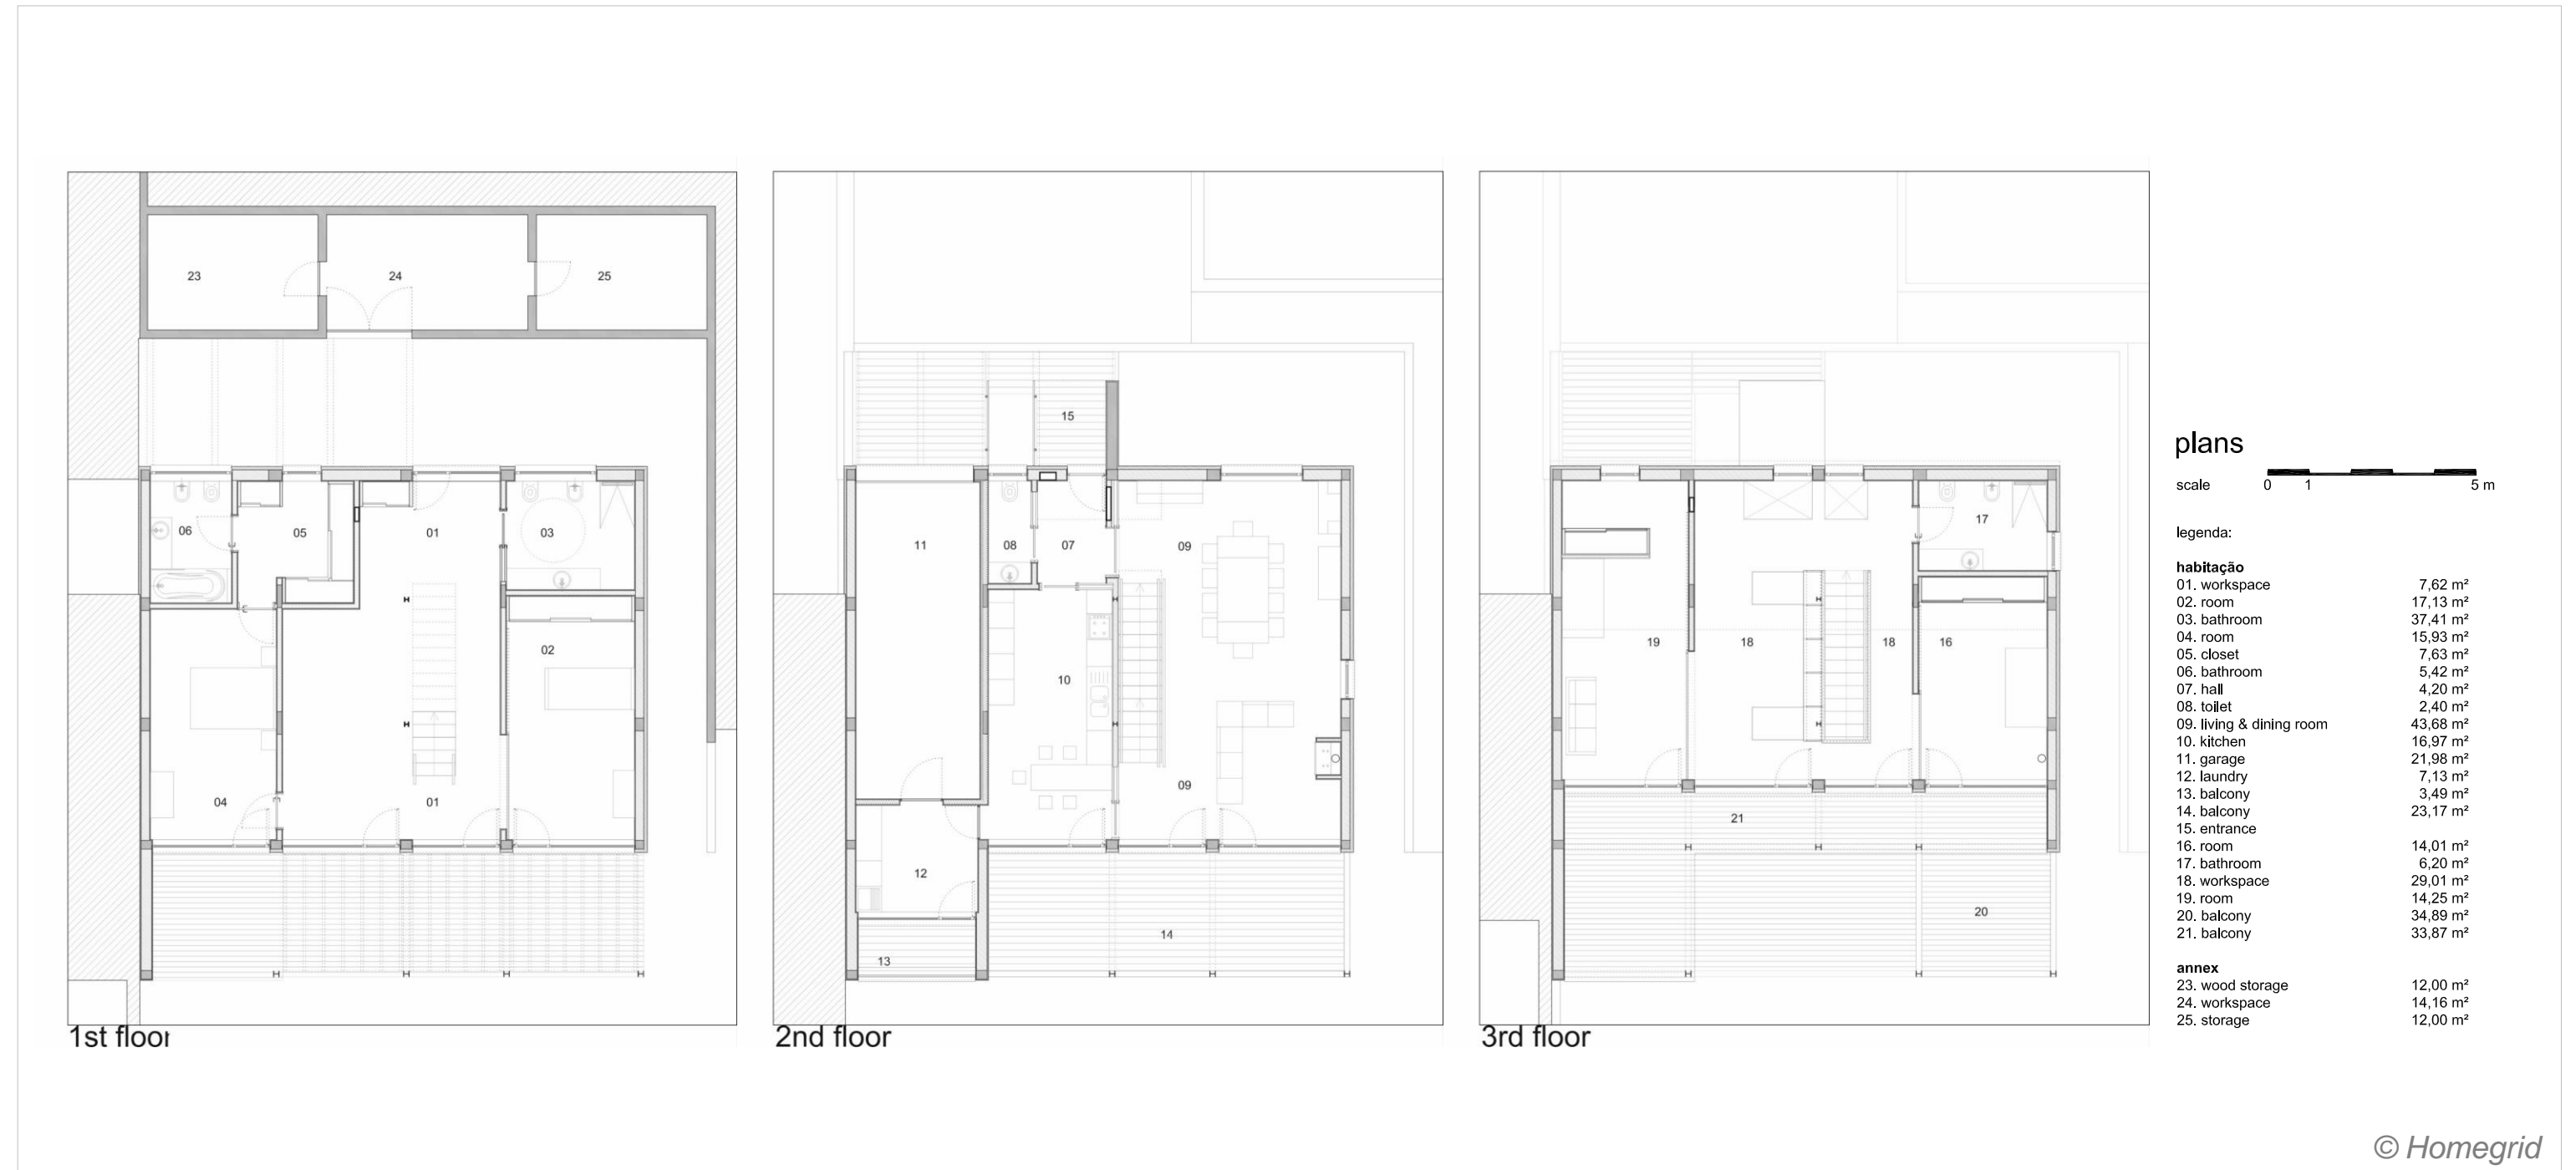 23
24
25
06
05
01
03
02
04
01
1st floor
15
11
08
07
09
10
09
12
13
14
2nd floor
17
19
18
18
16
21
20
3rd floor
plans
scale 0 1 5 m
legenda:
habitação
01. workspace 7,62 m²
02. room 17,13 m²
03. bathroom 37,41 m²
04. room 15,93 m²
05. closet 7,63 m²
06. bathroom 5,42 m²
07. hall 4,20 m²
08. toilet 2,40 m²
09. living & dining room 43,68 m²
10. kitchen 16,97 m²
11. garage 21,98 m²
12. laundry 7,13 m²
13. balcony 3,49 m²
14. balcony 23,17 m²
15. entrance
16. room 14,01 m²
17. bathroom 6,20 m²
18. workspace 29,01 m²
19. room 14,25 m²
20. balcony 34,89 m²
21. balcony 33,87 m²
annex
23. wood storage 12,00 m²
24. workspace 14,16 m²
25. storage 12,00 m²
© Homegrid